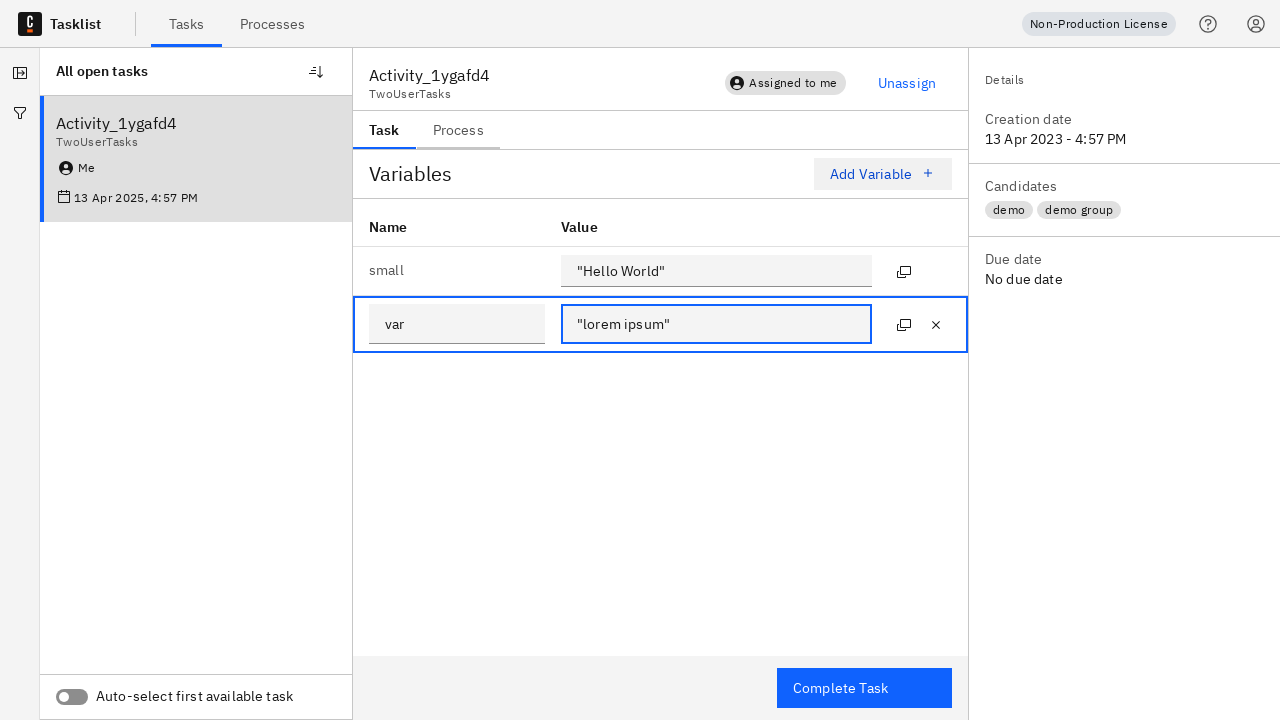 Tasklist
Tasks
Processes
Non-Production License
All open tasks
Activity_1ygafd4
TwoUserTasks
Me
13 Apr 2025, 4:57 PM
Auto-select first available task
Activity_1ygafd4
TwoUserTasks
Assigned to me
Unassign
Task
Process
Variables
Add Variable +
Name
Value
small
"Hello World"
var
"lorem ipsum"
Complete Task
Details
Creation date
13 Apr 2023 - 4:57 PM
Candidates
demo
demo group
Due date
No due date